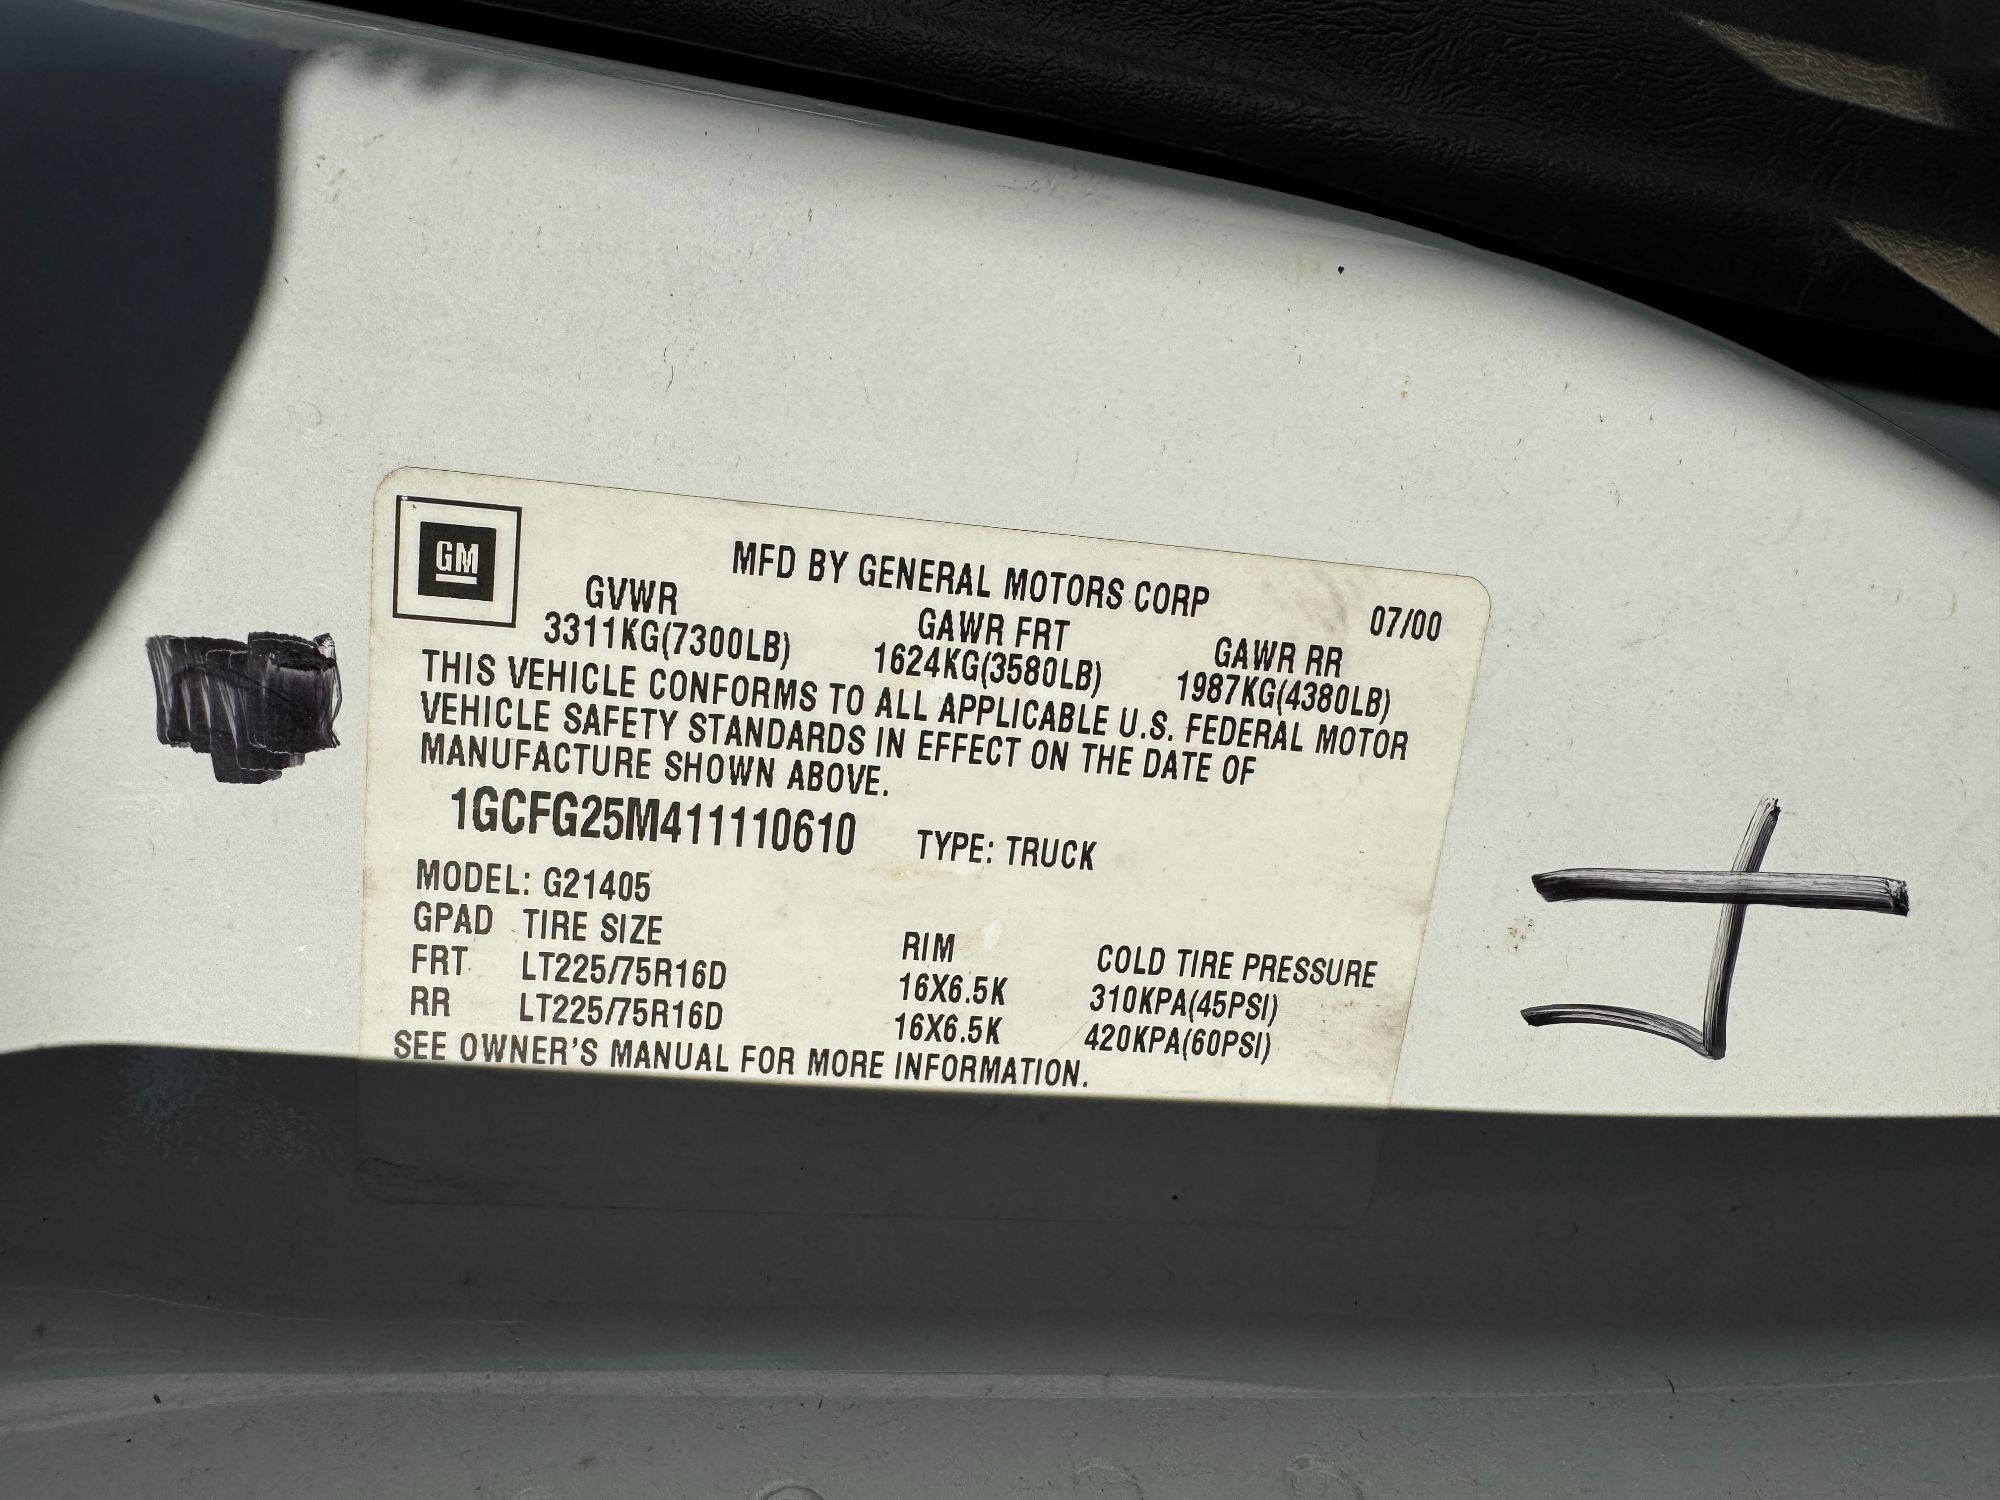 GM
MFD BY GENERAL MOTORS CORP
07/00
GVWR GAWR FRT GAWR RR
3311KG(7300LB) 1624KG(3580LB) 1987KG(4380LB)
THIS VEHICLE CONFORMS TO ALL APPLICABLE U.S. FEDERAL MOTOR
VEHICLE SAFETY STANDARDS IN EFFECT ON THE DATE OF
MANUFACTURE SHOWN ABOVE.
1GCFG25M411110610 TYPE: TRUCK
MODEL: G21405
GPAD TIRE SIZE RIM COLD TIRE PRESSURE
FRT LT225/75R16D 16X6.5K 310KPA(45PSI)
RR LT225/75R16D 16X6.5K 420KPA(60PSI)
SEE OWNER'S MANUAL FOR MORE INFORMATION.